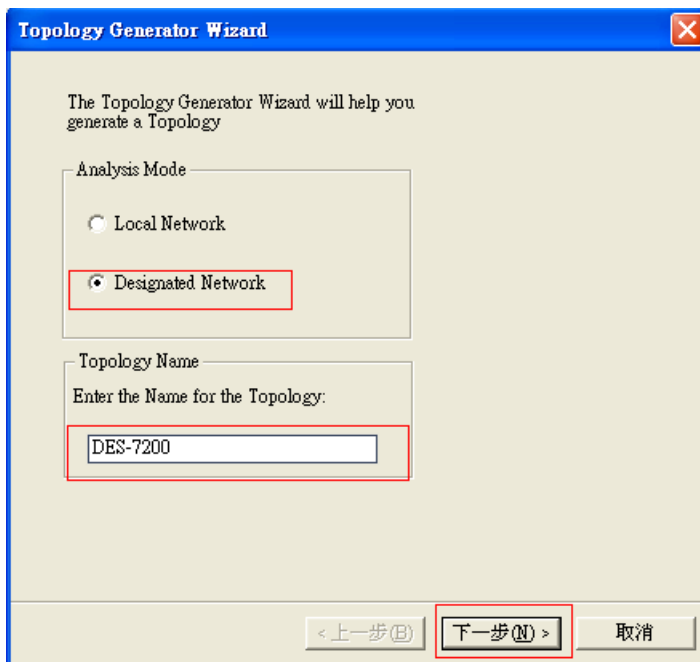 Topology Generator Wizard
The Topology Generator Wizard will help you
generate a Topology
Analysis Mode
Local Network
Designated Network
Topology Name
Enter the Name for the Topology:
DES-7200
<上一步(B)
下一步(N) >
取消